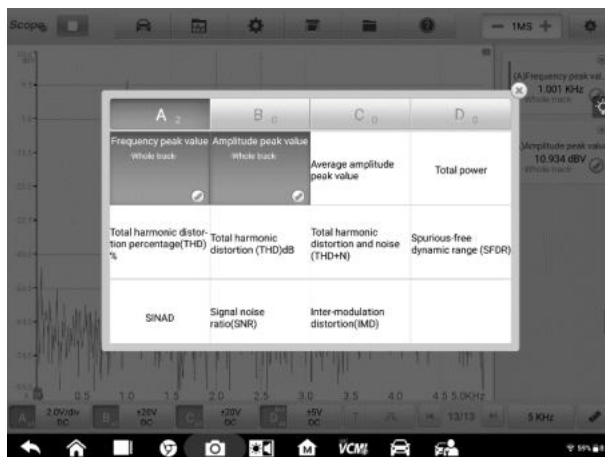 Scope
1MS
(A)Frequency peak val..
1.001 KHz
Whole track
Amplitude peak value
10.934 dBV
Whole track
A 2
B 0
C 0
D 0
Frequency peak value
Whole track
Amplitude peak value
Whole track
Average amplitude
peak value
Total power
Total harmonic distor-
tion percentage(THD)
%
Total harmonic
distortion (THD)dB
Total harmonic
distortion and noise
(THD+N)
Spurious-free
dynamic range (SFDR)
SINAD
Signal noise
ratio(SNR)
Inter-modulation
distortion(IMD)
0.5 1.0 1.5 2.0 2.5 3.0 3.5 4.0 4.5 5.0KHz
A
2.0V/div
DC
B
±20V
DC
C
±20V
DC
D
±5V
DC
13/13
5 KHz
M
VCMI
59%